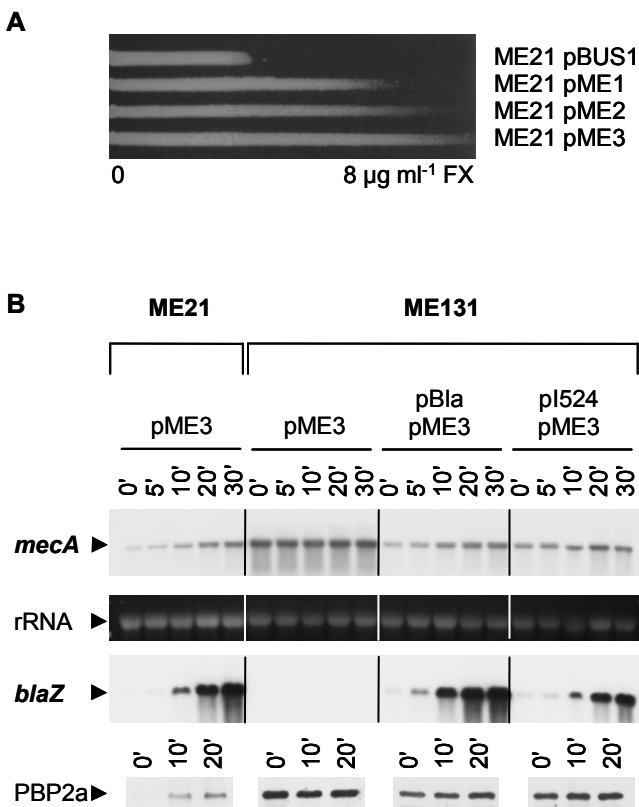 A
ME21 pBUS1
ME21 pME1
ME21 pME2
ME21 pME3
0 8 µg ml-1 FX
B
ME21 ME131
pBla pI524
pME3 pME3 pME3 pME3
0' 5' 10' 20' 30' 0' 5' 10' 20' 30' 0' 5' 10' 20' 30' 0' 5' 10' 20' 30'
mecA
rRNA
blaZ
0' 10' 20' 0' 10' 20' 0' 10' 20' 0' 10' 20'
PBP2a